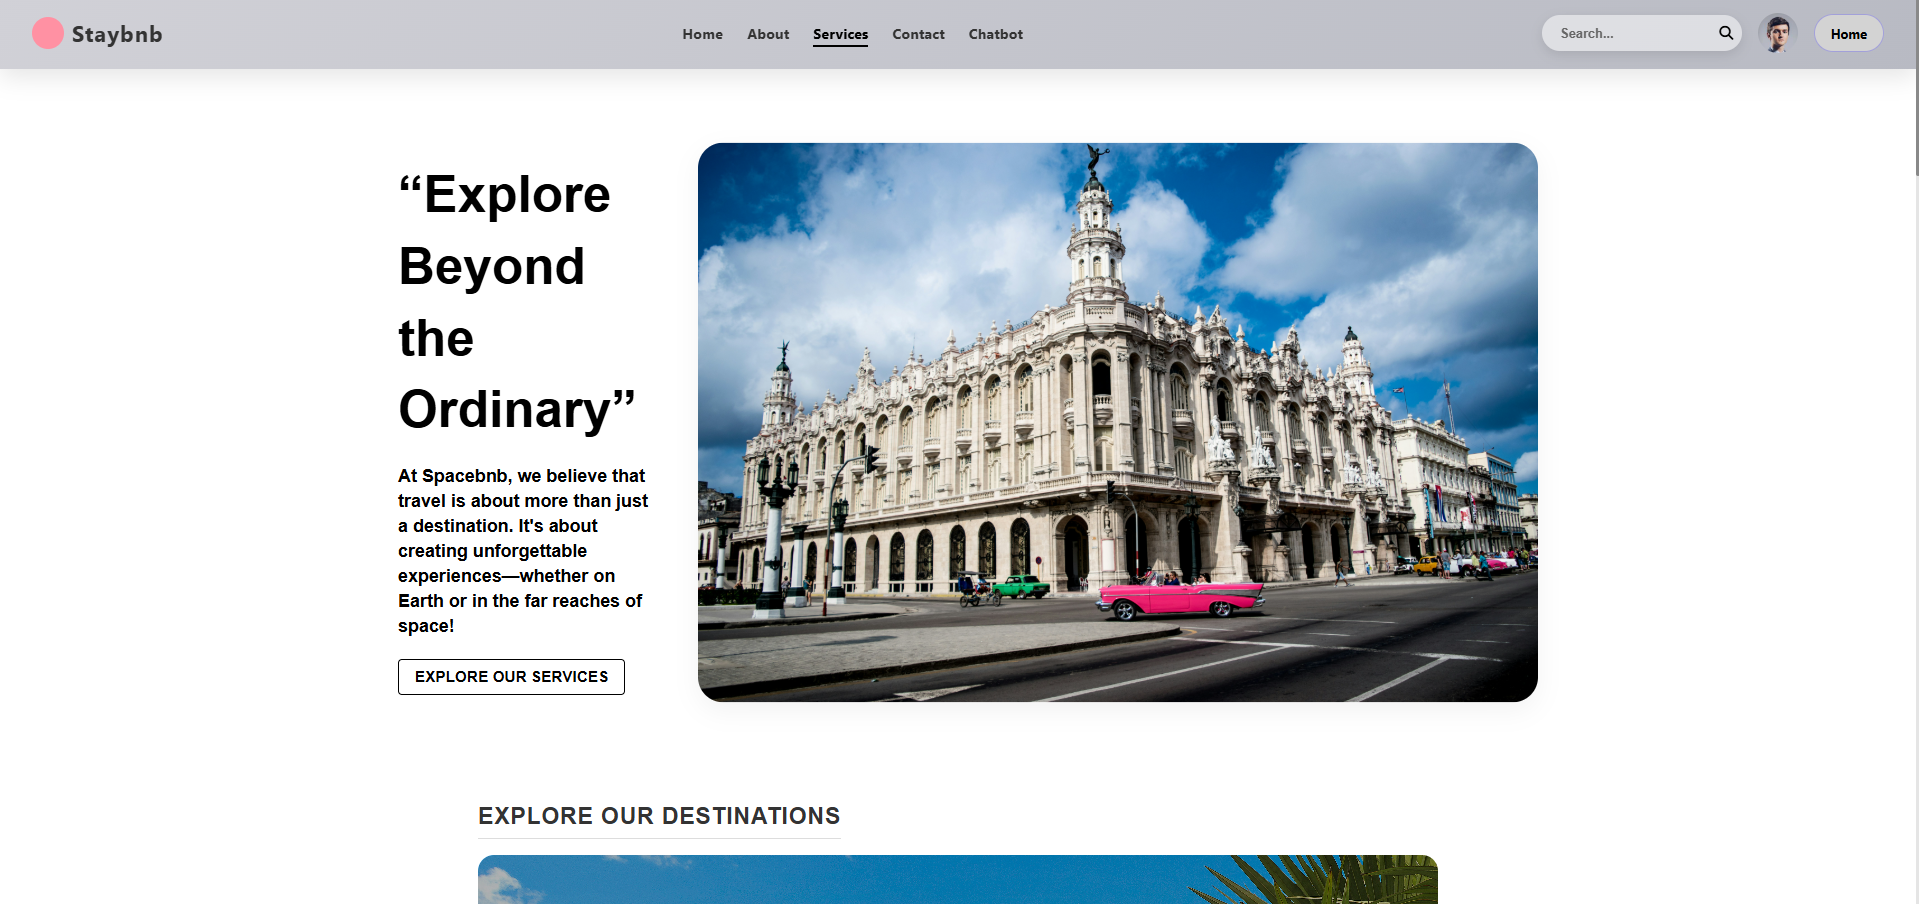 Staybnb
Home
About
Services
Contact
Chatbot
Search...
Home
“Explore
Beyond
the
Ordinary”
At Spacebnb, we believe that
travel is about more than just
a destination. It's about
creating unforgettable
experiences—whether on
Earth or in the far reaches of
space!
EXPLORE OUR SERVICES
EXPLORE OUR DESTINATIONS